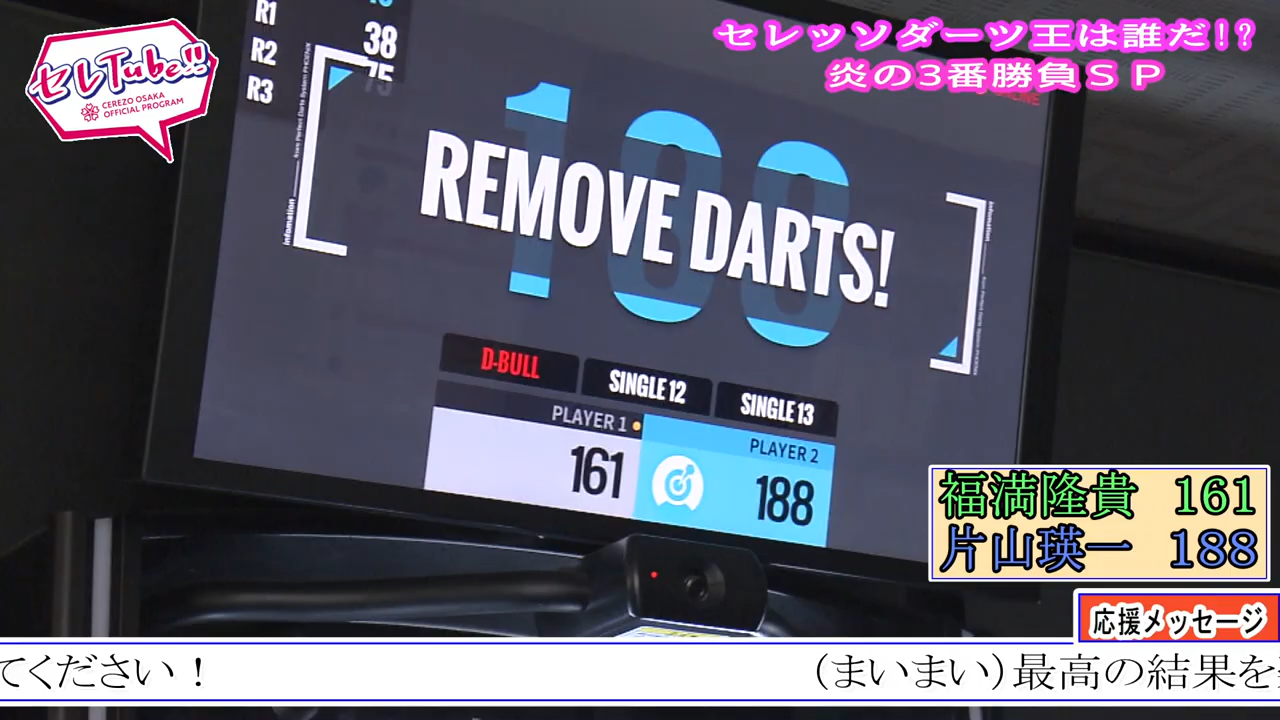 セレTube!!
CEREZO OSAKA
OFFICIAL PROGRAM
セレッソダーツ王は誰だ!?
炎の3番勝負SP
R1
R2 38
R3 75
180
REMOVE DARTS!
Infomation
Infomation
D-BULL SINGLE 12 SINGLE 13
PLAYER 1 PLAYER 2
161 188
福満隆貴 161
片山瑛一 188
応援メッセージ
てください！ （まいまい）最高の結果を